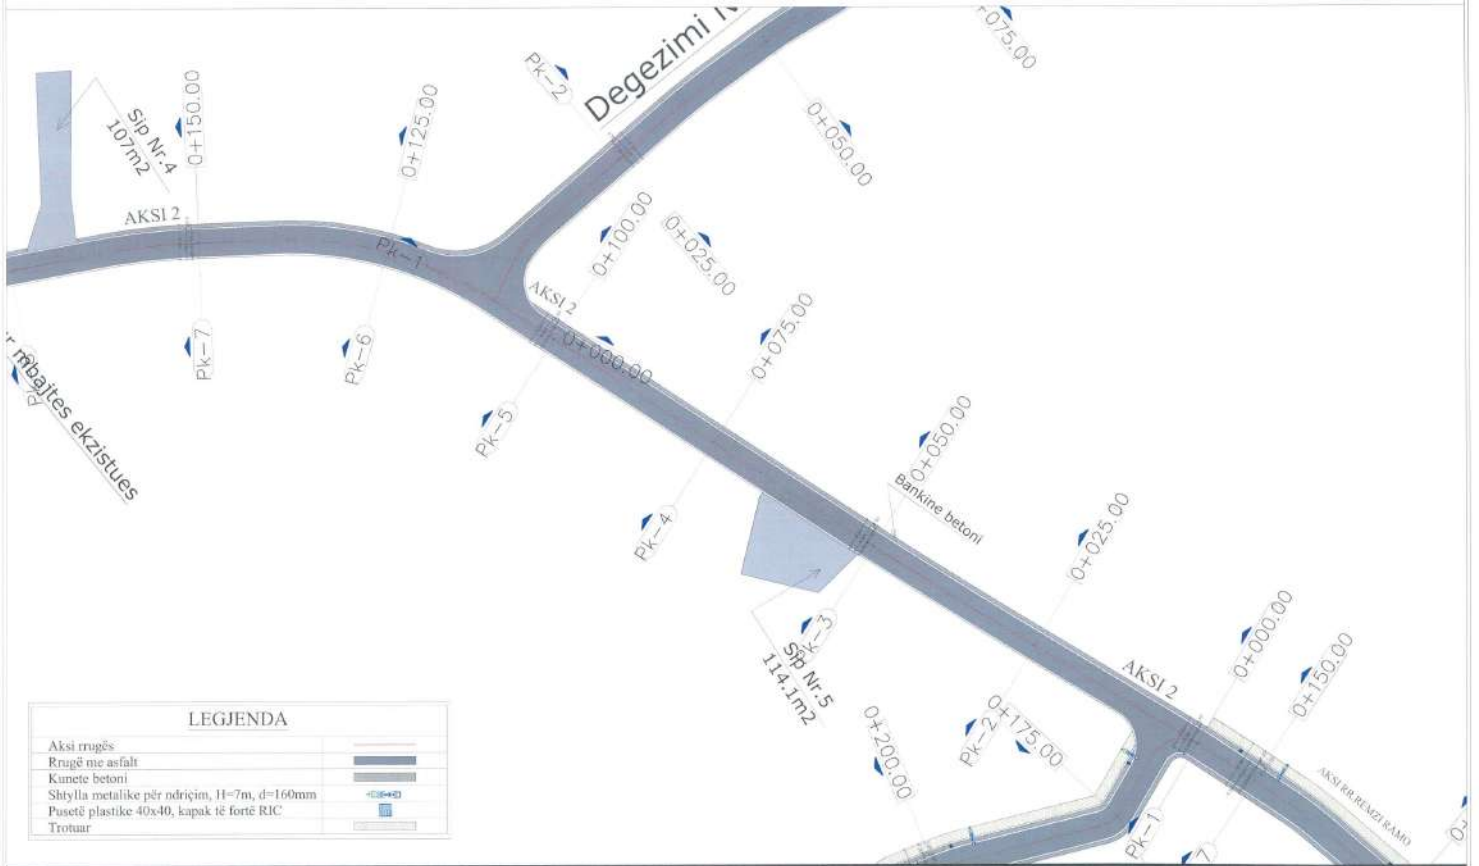 Degezimi
0+075.00
Pk-2
0+050.00
0+150.00
0+125.00
Sip Nr.4
107m2
AKSI 2
Pk-1
0+100.00
0+025.00
AKSI 2
0+000.00
0+075.00
Pk-7
Pk-6
Pk-5
mbajtes ekzistues
0+050.00
Bankine betoni
Pk-4
0+025.00
Pk-3
Sip Nr.5
114.1m2
0+000.00
0+150.00
AKSI 2
Pk-2
0+175.00
0+200.00
AKSI RR.REMZI RAMO
Pk-1
7
LEGJENDA
Aksi rrugës
Rrugë me asfalt
Kunete betoni
Shtylla metalike për ndriçim, H=7m, d=160mm
Pusetë plastike 40x40, kapak të fortë RIC
Trotuar